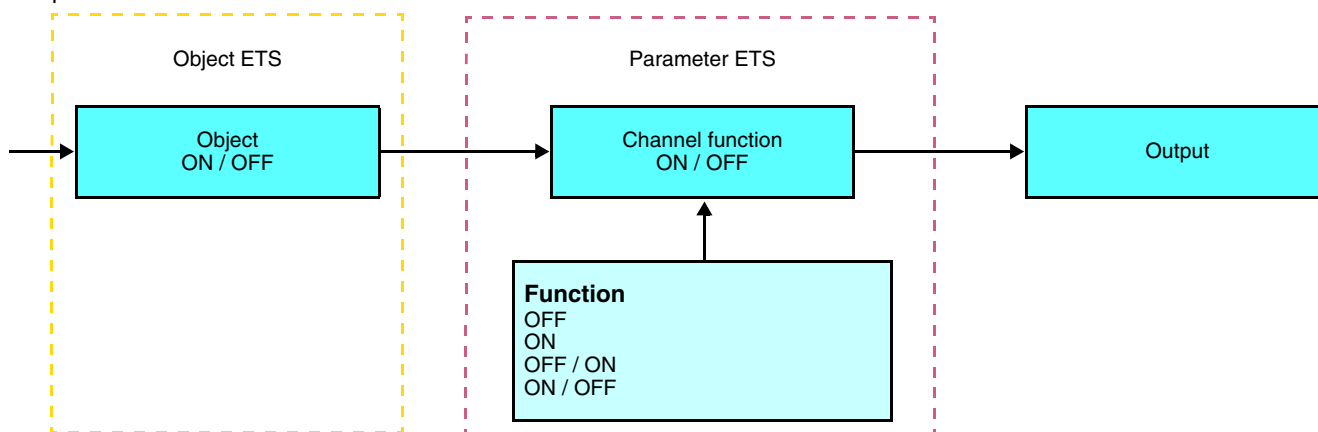 Object ETS
Parameter ETS
Object
ON / OFF
Channel function
ON / OFF
Output
Function
OFF
ON
OFF / ON
ON / OFF